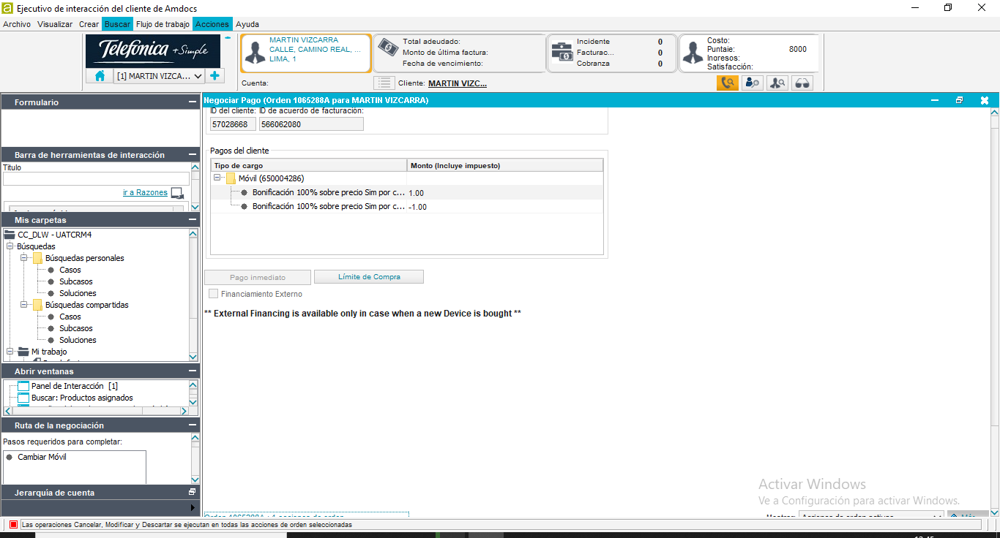 Ejecutivo de interacción del cliente de Amdocs
Archivo Visualizar Crear Buscar Flujo de trabajo Acciones Ayuda
Telefónica +Simple
[1] MARTIN VIZCA...
MARTIN VIZCARRA
CALLE, CAMINO REAL, ...
LIMA, 1
Total adeudado:
Monto de última factura:
Fecha de vencimiento:
Incidente 0
Facturac... 0
Cobranza 0
Costo:
Puntaie: 8000
Inqresos:
Satisfacción:
Cuenta:
Cliente: MARTIN VIZC...
Formulario
Barra de herramientas de interacción
Título
ir a Razones
Mis carpetas
CC_DLW - UATCRM4
Búsquedas
Búsquedas personales
Casos
Subcasos
Soluciones
Búsquedas compartidas
Casos
Subcasos
Soluciones
Mi trabajo
Abrir ventanas
Panel de Interacción [1]
Buscar: Productos asignados
Ruta de la negociación
Pasos requeridos para completar:
Cambiar Móvil
Jerarquía de cuenta
Negociar Pago (Orden 1065288A para MARTIN VIZCARRA)
ID del cliente: ID de acuerdo de facturación:
57028668 566062080
Pagos del cliente
Tipo de cargo Monto (Incluye impuesto)
Móvil (650004286)
Bonificación 100% sobre precio Sim por c... 1.00
Bonificación 100% sobre precio Sim por c... -1.00
Pago inmediato Límite de Compra
Financiamiento Externo
** External Financing is available only in case when a new Device is bought **
Activar Windows
Ve a Configuración para activar Windows.
Las operaciones Cancelar, Modificar y Descartar se ejecutan en todas las acciones de orden seleccionadas